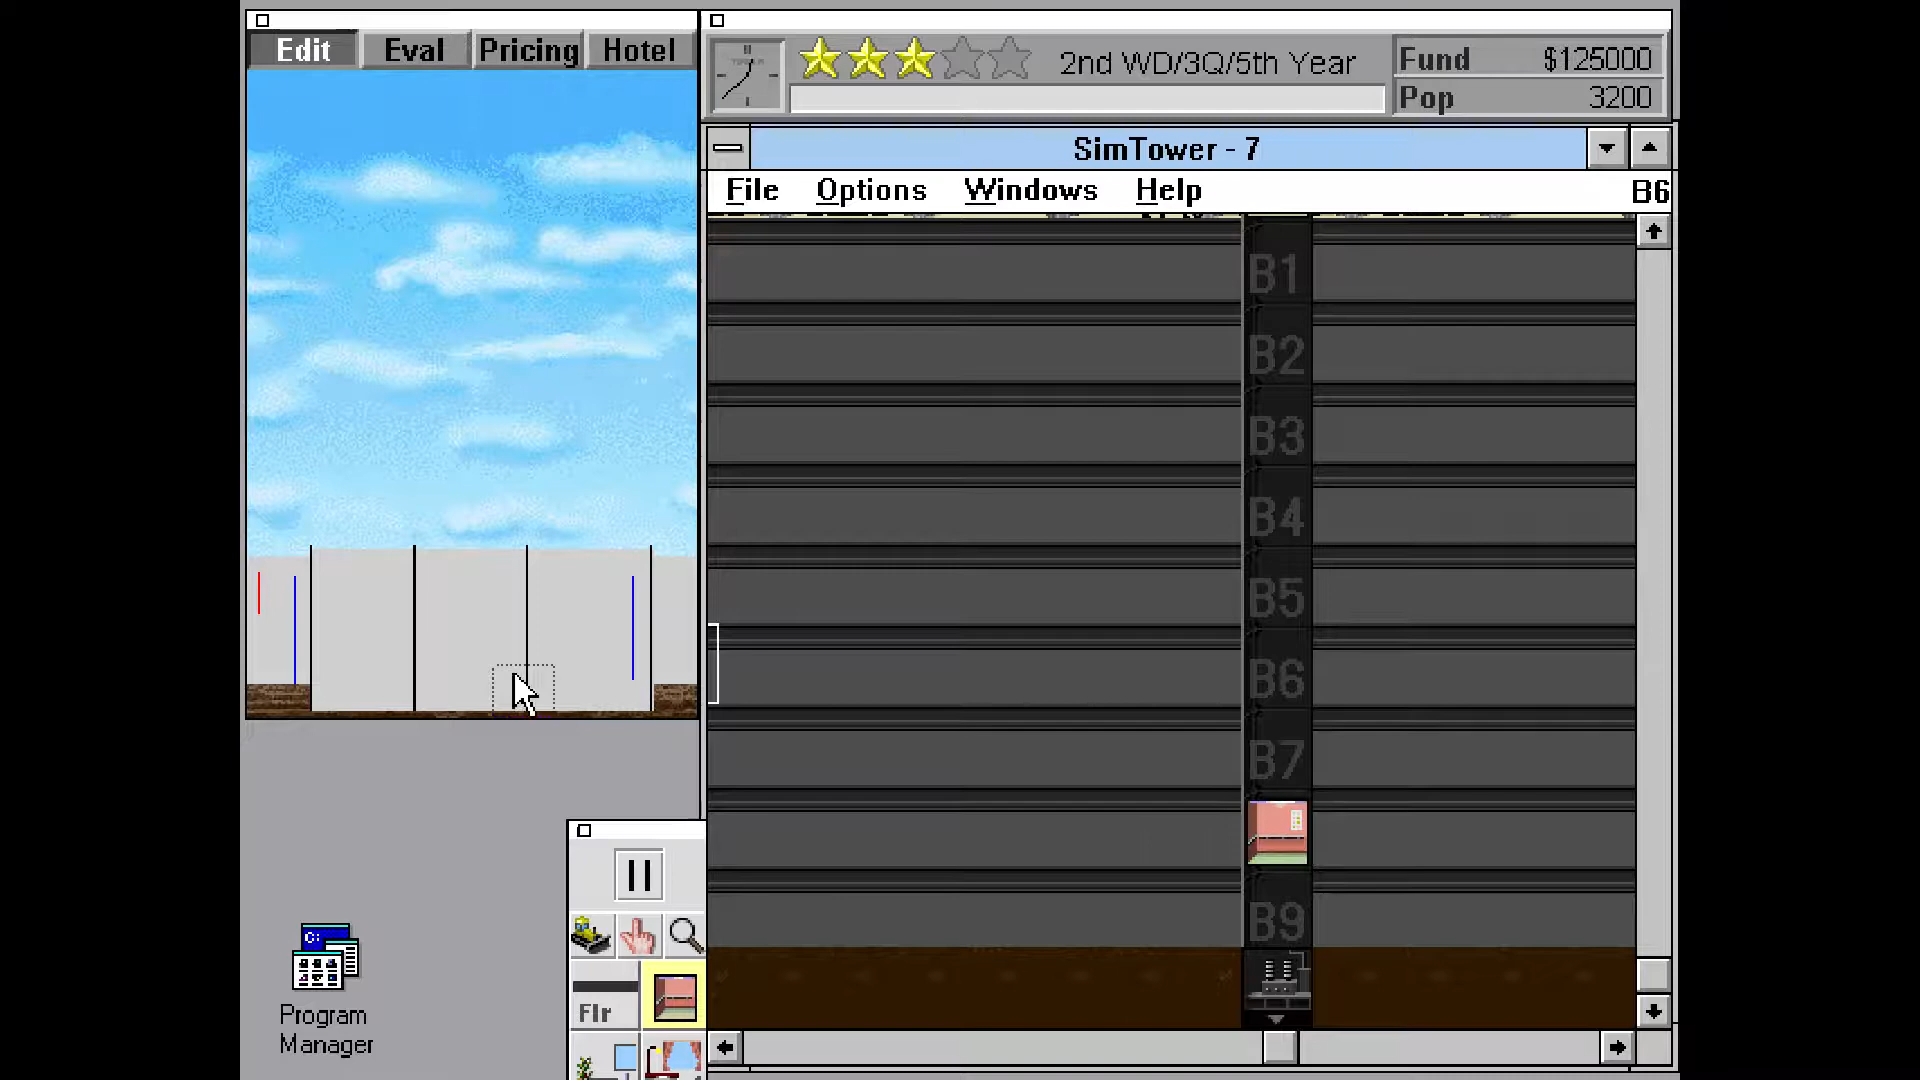 Edit Eval Pricing Hotel
2nd WD/3Q/5th Year
Fund $125000
Pop 3200
SimTower - 7
File Options Windows Help B6
B1
B2
B3
B4
B5
B6
B7
B9
C:
Flr
Program
Manager